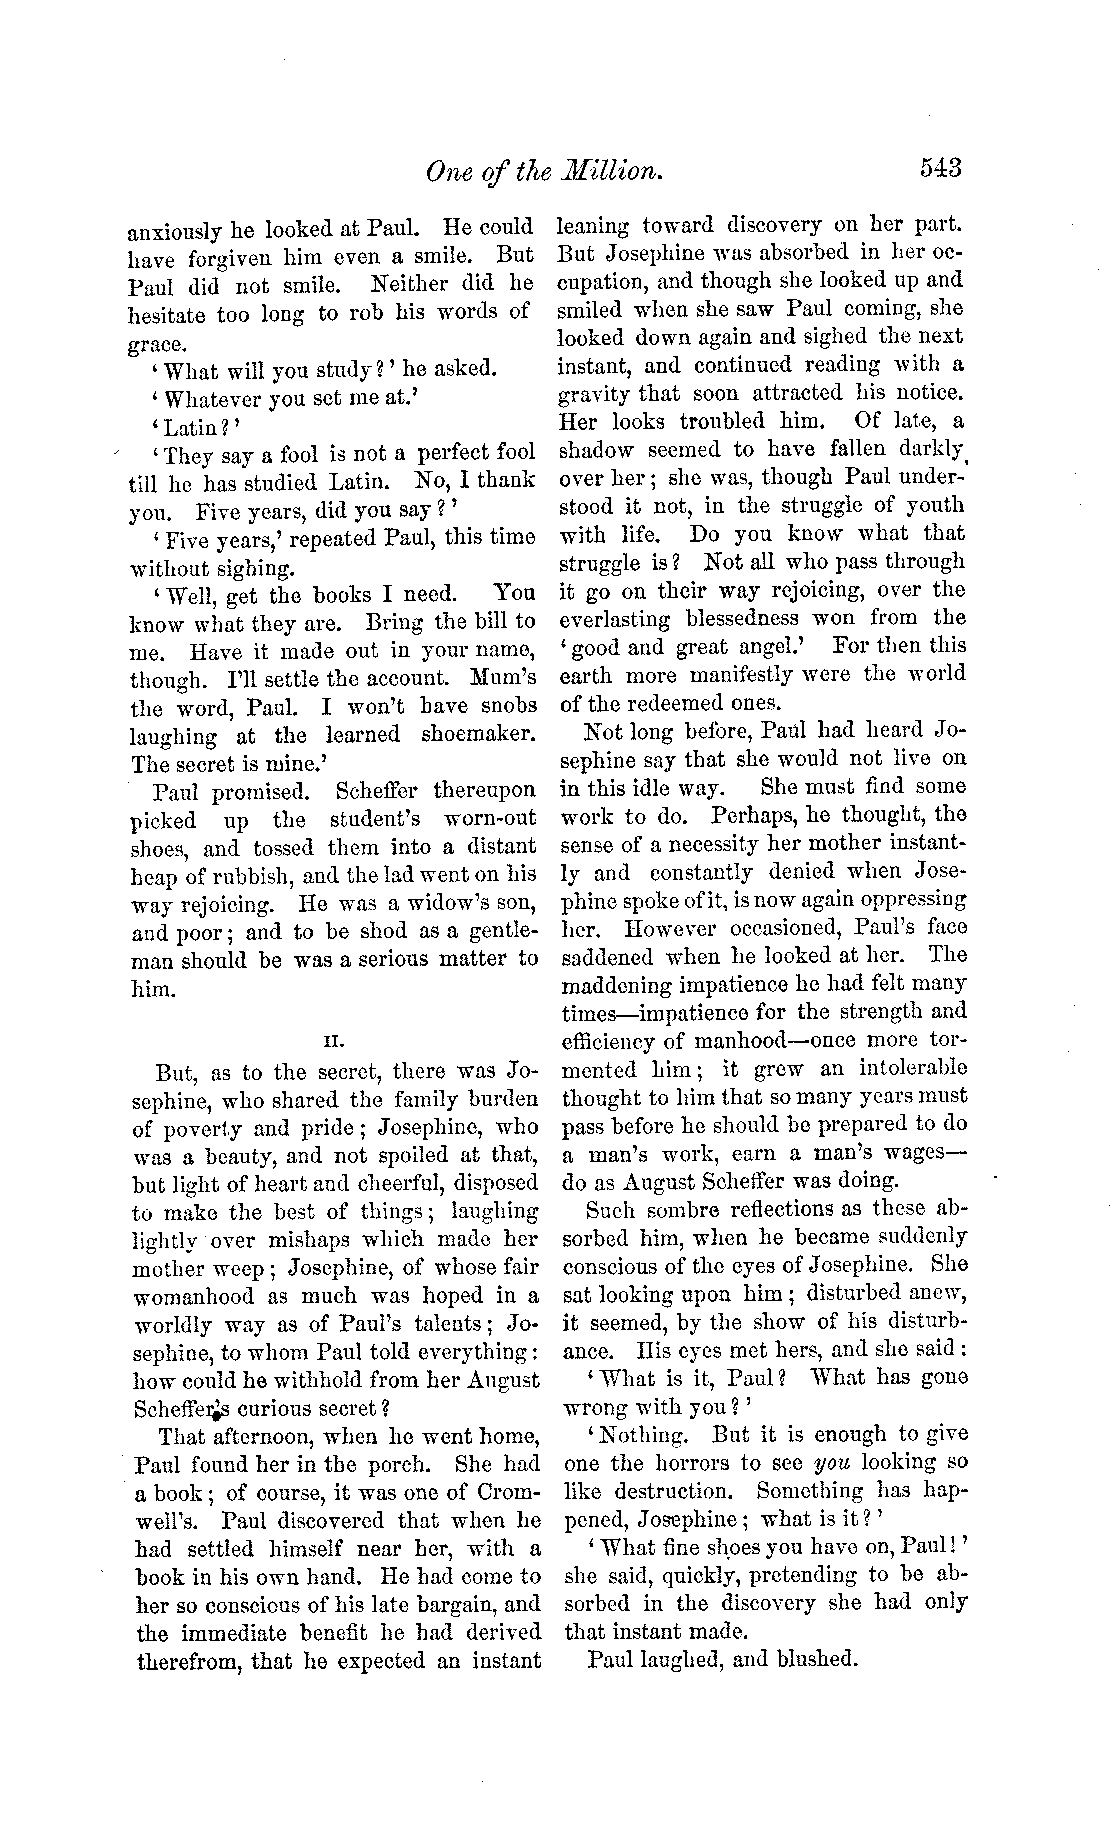 One of the Million. 543
anxiously he looked at Paul. He could
have forgiven him even a smile. But
Paul did not smile. Neither did he
hesitate too long to rob his words of
grace.
‘What will you study?’ he asked.
‘Whatever you set me at.’
‘Latin?’
‘They say a fool is not a perfect fool
till he has studied Latin. No, I thank
you. Five years, did you say?’
‘Five years,’ repeated Paul, this time
without sighing.
‘Well, get the books I need. You
know what they are. Bring the bill to
me. Have it made out in your name,
though. I’ll settle the account. Mum’s
the word, Paul. I won’t have snobs
laughing at the learned shoemaker.
The secret is mine.’
Paul promised. Scheffer thereupon
picked up the student’s worn-out
shoes, and tossed them into a distant
heap of rubbish, and the lad went on his
way rejoicing. He was a widow’s son,
and poor; and to be shod as a gentle-
man should be was a serious matter to
him.
II.
But, as to the secret, there was Jo-
sephine, who shared the family burden
of poverty and pride; Josephine, who
was a beauty, and not spoiled at that,
but light of heart and cheerful, disposed
to make the best of things; laughing
lightly over mishaps which made her
mother weep; Josephine, of whose fair
womanhood as much was hoped in a
worldly way as of Paul’s talents; Jo-
sephine, to whom Paul told everything:
how could he withhold from her August
Scheffer’s curious secret?
That afternoon, when he went home,
Paul found her in the porch. She had
a book; of course, it was one of Crom-
well’s. Paul discovered that when he
had settled himself near her, with a
book in his own hand. He had come to
her so conscious of his late bargain, and
the immediate benefit he had derived
therefrom, that he expected an instant
leaning toward discovery on her part.
But Josephine was absorbed in her oc-
cupation, and though she looked up and
smiled when she saw Paul coming, she
looked down again and sighed the next
instant, and continued reading with a
gravity that soon attracted his notice.
Her looks troubled him. Of late, a
shadow seemed to have fallen darkly
over her; she was, though Paul under-
stood it not, in the struggle of youth
with life. Do you know what that
struggle is? Not all who pass through
it go on their way rejoicing, over the
everlasting blessedness won from the
‘good and great angel.’ For then this
earth more manifestly were the world
of the redeemed ones.
Not long before, Paul had heard Jo-
sephine say that she would not live on
in this idle way. She must find some
work to do. Perhaps, he thought, the
sense of a necessity her mother instant-
ly and constantly denied when Jose-
phine spoke of it, is now again oppressing
her. However occasioned, Paul’s face
saddened when he looked at her. The
maddening impatience he had felt many
times—impatience for the strength and
efficiency of manhood—once more tor-
mented him; it grew an intolerable
thought to him that so many years must
pass before he should be prepared to do
a man’s work, earn a man’s wages—
do as August Scheffer was doing.
Such sombre reflections as these ab-
sorbed him, when he became suddenly
conscious of the eyes of Josephine. She
sat looking upon him; disturbed anew,
it seemed, by the show of his disturb-
ance. His eyes met hers, and she said:
‘What is it, Paul? What has gone
wrong with you?’
‘Nothing. But it is enough to give
one the horrors to see you looking so
like destruction. Something has hap-
pened, Josephine; what is it?’
‘What fine shoes you have on, Paul!’
she said, quickly, pretending to be ab-
sorbed in the discovery she had only
that instant made.
Paul laughed, and blushed.